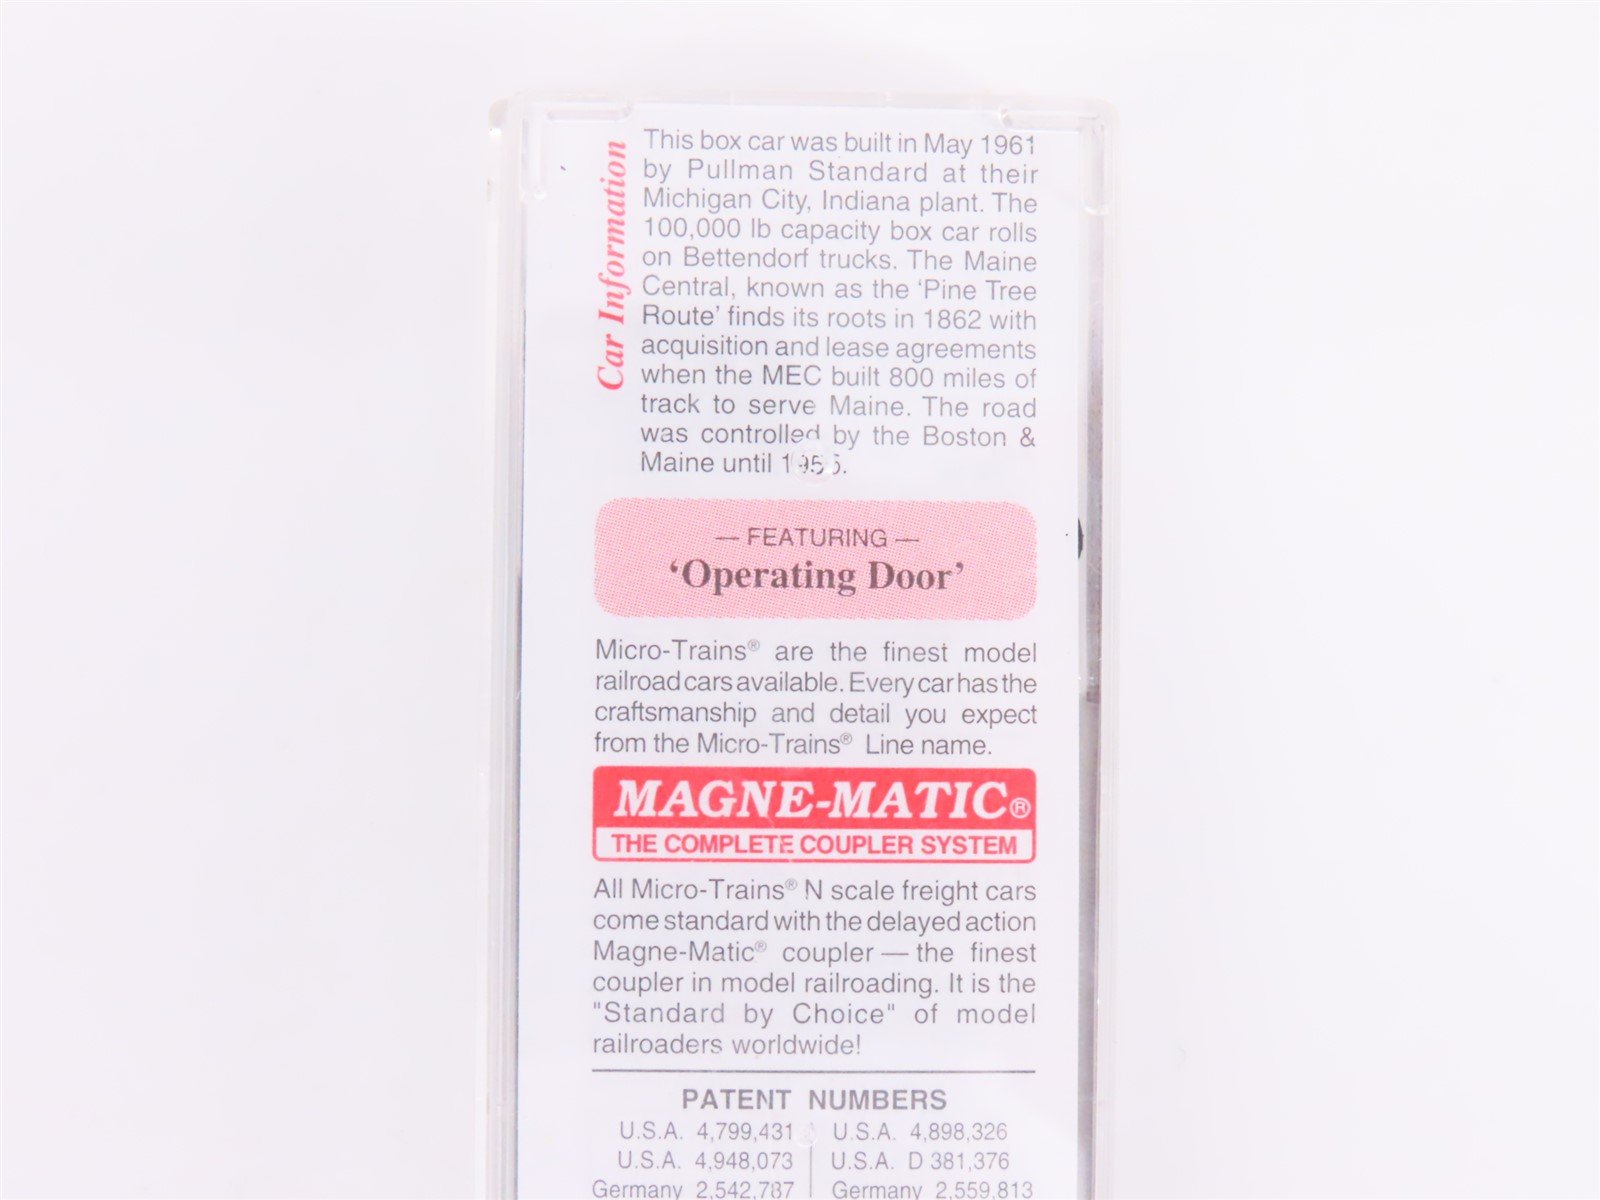 Car Information
This box car was built in May 1961
by Pullman Standard at their
Michigan City, Indiana plant. The
100,000 lb capacity box car rolls
on Bettendorf trucks. The Maine
Central, known as the ‘Pine Tree
Route’ finds its roots in 1862 with
acquisition and lease agreements
when the MEC built 800 miles of
track to serve Maine. The road
was controlled by the Boston &
Maine until
— FEATURING —
‘Operating Door’
Micro-Trains® are the finest model
railroad cars available. Every car has the
craftsmanship and detail you expect
from the Micro-Trains® Line name.
MAGNE-MATIC®
THE COMPLETE COUPLER SYSTEM
All Micro-Trains® N scale freight cars
come standard with the delayed action
Magne-Matic® coupler — the finest
coupler in model railroading. It is the
"Standard by Choice" of model
railroaders worldwide!
PATENT NUMBERS
U.S.A. 4,799,431 U.S.A. 4,898,326
U.S.A. 4,948,073 U.S.A. D 381,376
Germany 2,542,787 Germany 2,559,813